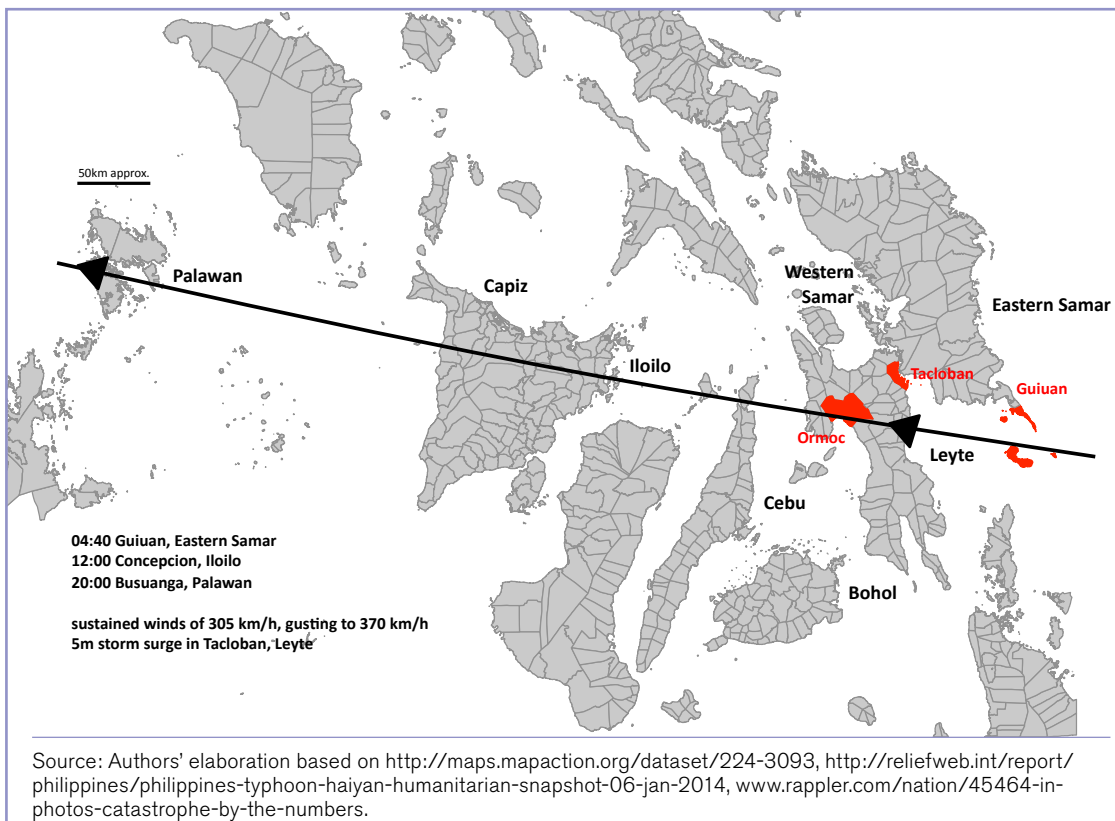 50km approx.
Palawan
Capiz
Iloilo
Western
Samar
Eastern Samar
Tacloban
Guiuan
Ormoc
Leyte
Cebu
Bohol
04:40 Guiuan, Eastern Samar
12:00 Concepcion, Iloilo
20:00 Busuanga, Palawan
sustained winds of 305 km/h, gusting to 370 km/h
5m storm surge in Tacloban, Leyte
Source: Authors' elaboration based on http://maps.mapaction.org/dataset/224-3093, http://reliefweb.int/report/
philippines/philippines-typhoon-haiyan-humanitarian-snapshot-06-jan-2014, www.rappler.com/nation/45464-in-
photos-catastrophe-by-the-numbers.